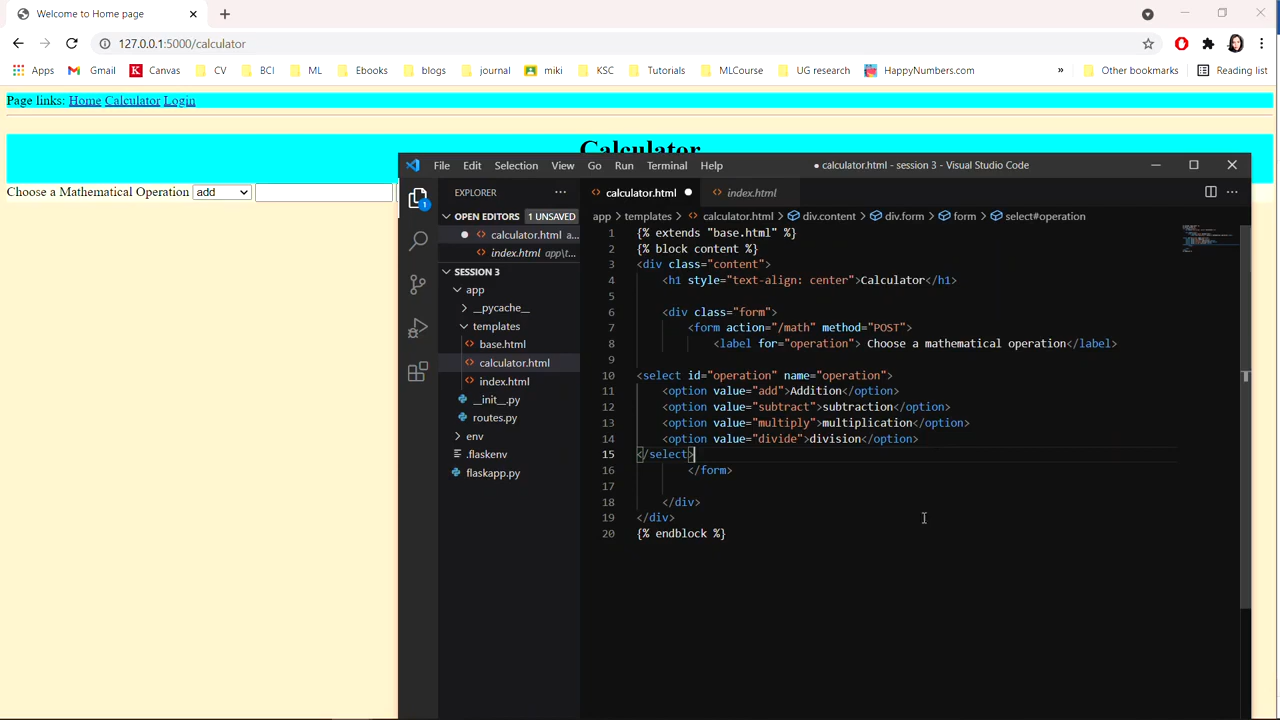 Welcome to Home page
127.0.0.1:5000/calculator
Apps Gmail Canvas CV BCI ML Ebooks blogs journal miki KSC Tutorials MLCourse UG research HappyNumbers.com » Other bookmarks Reading list
Page links: Home Calculator Login
Calculator
Choose a Mathematical Operation add
File Edit Selection View Go Run Terminal Help ● calculator.html - session 3 - Visual Studio Code
EXPLORER
OPEN EDITORS 1 UNSAVED
calculator.html a...
index.html app\t...
SESSION 3
app
__pycache__
templates
base.html
calculator.html
index.html
__init__.py
routes.py
env
.flaskenv
flaskapp.py
1
calculator.html ● index.html
app > templates > calculator.html > div.content > div.form > form > select#operation
1 {% extends "base.html" %}
2 {% block content %}
3 <div class="content">
4 <h1 style="text-align: center">Calculator</h1>
5
6 <div class="form">
7 <form action="/math" method="POST">
8 <label for="operation"> Choose a mathematical operation</label>
9
10 <select id="operation" name="operation">
11 <option value="add">Addition</option>
12 <option value="subtract">subtraction</option>
13 <option value="multiply">multiplication</option>
14 <option value="divide">division</option>
15 </select>
16 </form>
17
18 </div>
19 </div>
20 {% endblock %}